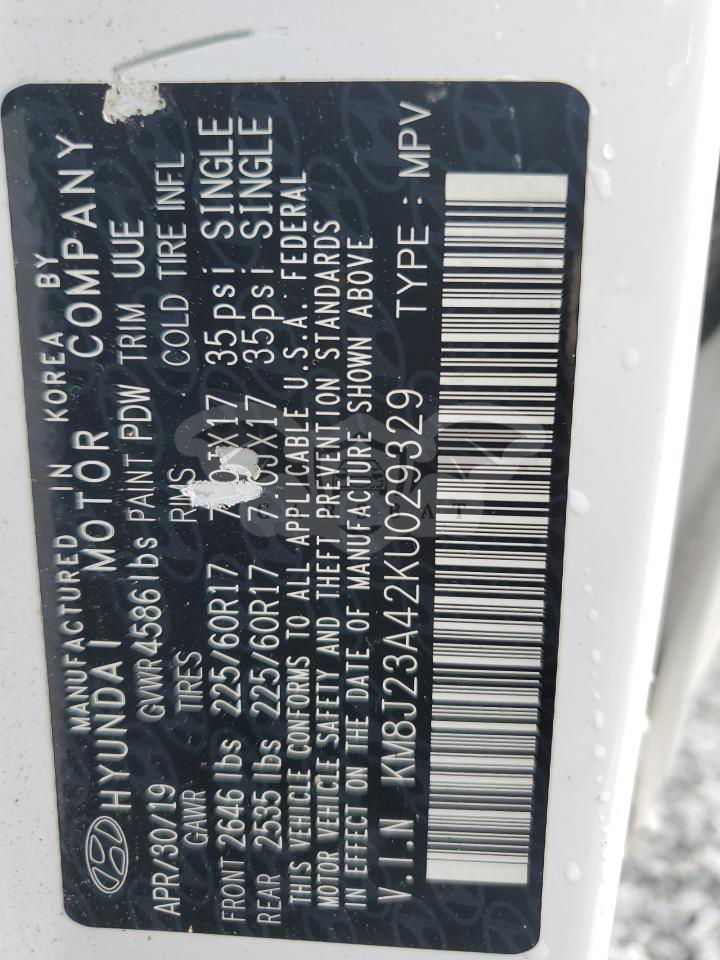 MANUFACTURED IN KOREA BY
HYUNDAI MOTOR COMPANY
APR/30/19 GVWR 4586 lbs PAINT PDW TRIM UUE
GAWR TIRES RIMS COLD TIRE INFL
FRONT 2646 lbs 225/60R17 X17 35psi SINGLE
REAR 2535 lbs 225/60R17 7.0JX17 35psi SINGLE
THIS VEHICLE CONFORMS TO ALL APPLICABLE U.S.A. FEDERAL
MOTOR VEHICLE SAFETY AND THEFT PREVENTION STANDARDS
IN EFFECT ON THE DATE OF MANUFACTURE SHOWN ABOVE
V.I.N KM8J23A42KU029329 TYPE : MPV